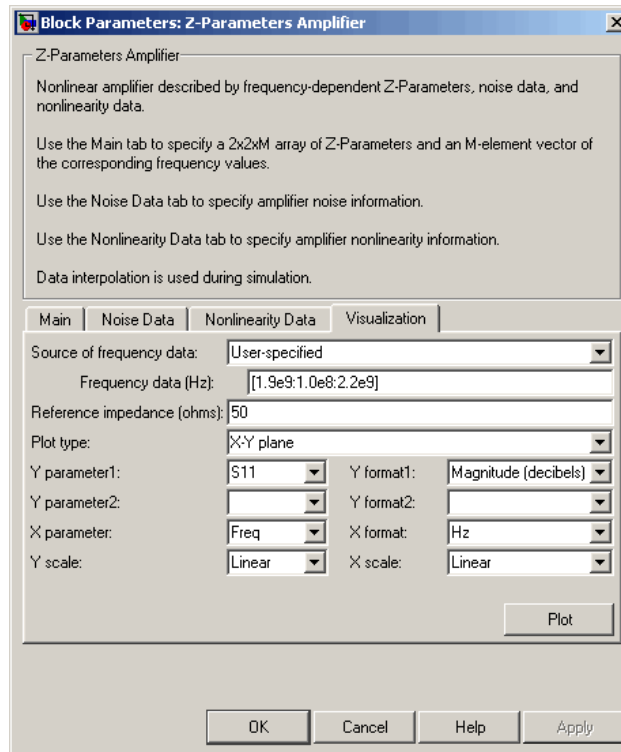 Block Parameters: Z-Parameters Amplifier
Z-Parameters Amplifier
Nonlinear amplifier described by frequency-dependent Z-Parameters, noise data, and
nonlinearity data.
Use the Main tab to specify a 2x2xM array of Z-Parameters and an M-element vector of
the corresponding frequency values.
Use the Noise Data tab to specify amplifier noise information.
Use the Nonlinearity Data tab to specify amplifier nonlinearity information.
Data interpolation is used during simulation.
Main Noise Data Nonlinearity Data Visualization
Source of frequency data: User-specified
Frequency data (Hz): [1.9e9:1.0e8:2.2e9]
Reference impedance (ohms): 50
Plot type: X-Y plane
Y parameter1: S11 Y format1: Magnitude (decibels)
Y parameter2: Y format2:
X parameter: Freq X format: Hz
Y scale: Linear X scale: Linear
Plot
OK Cancel Help Apply